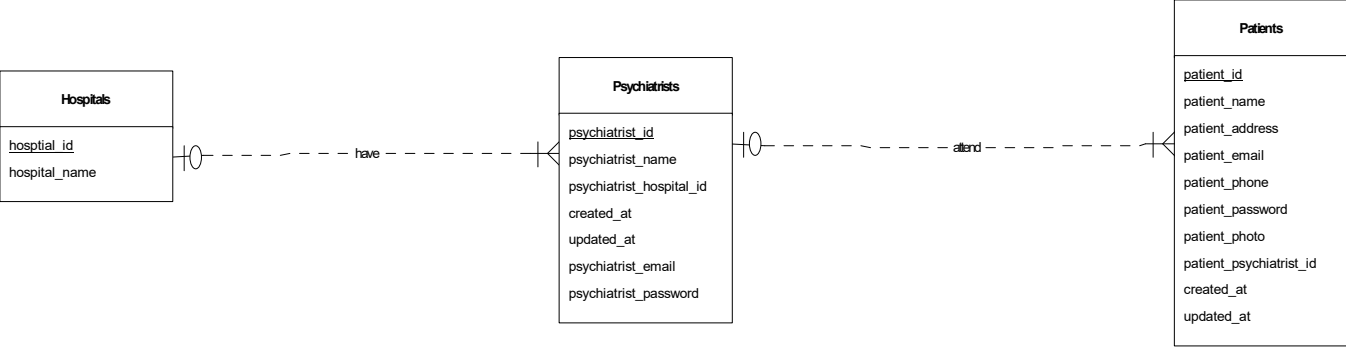 Hospitals
hosptial_id
hospital_name
have
Psychiatrists
psychiatrist_id
psychiatrist_name
psychiatrist_hospital_id
created_at
updated_at
psychiatrist_email
psychiatrist_password
attend
Patients
patient_id
patient_name
patient_address
patient_email
patient_phone
patient_password
patient_photo
patient_psychiatrist_id
created_at
updated_at